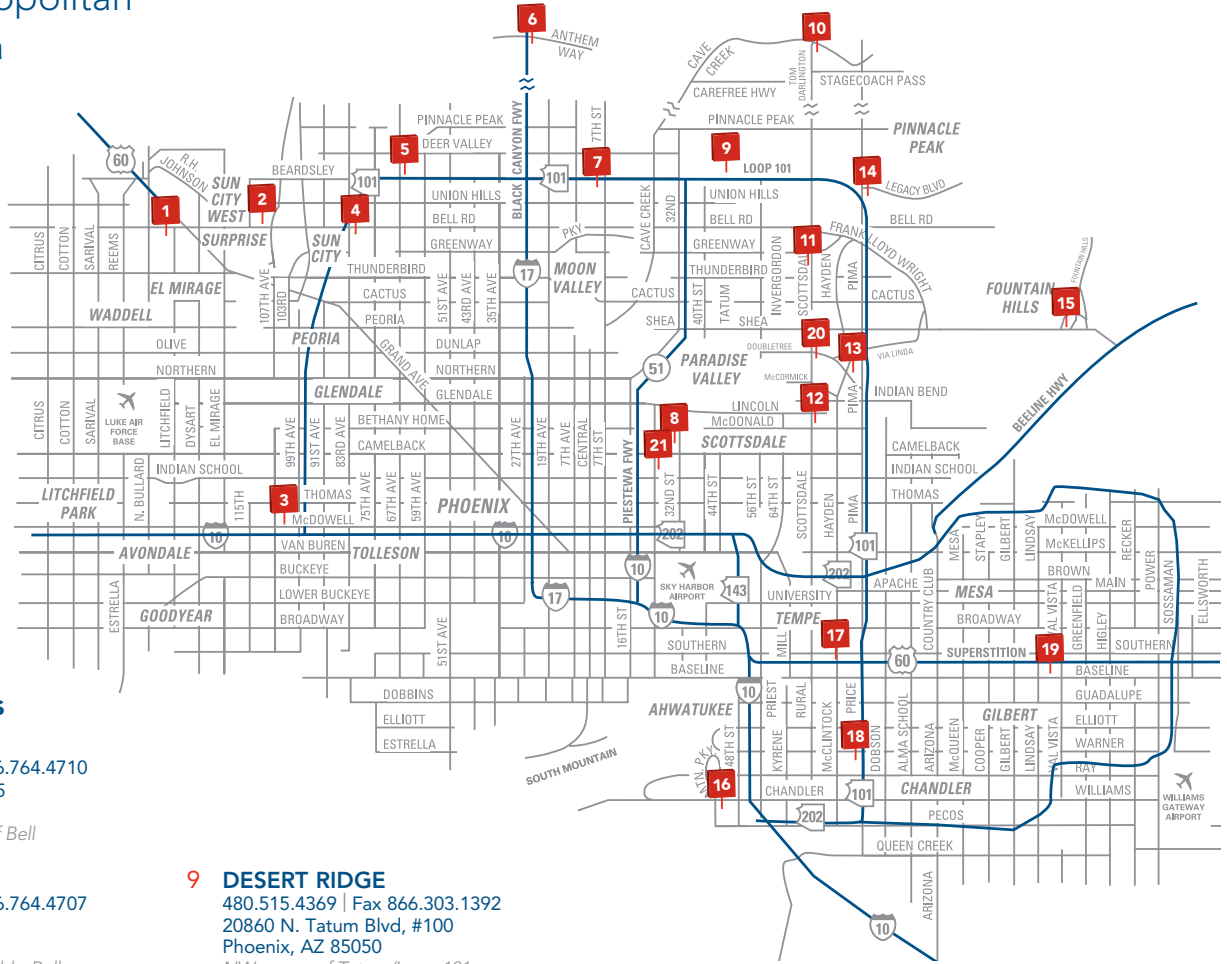 opolitan
6
ANTHEM
WAY
10
CAVE
CREEK
TOM
DARLINGTON
STAGECOACH PASS
CAREFREE HWY
PINNACLE PEAK
PINNACLE PEAK
PINNACLE
PEAK
5
DEER VALLEY
BLACK CANYON FWY
7TH ST
7
9
LOOP 101
14
LEGACY BLVD
60
R.H.
JOHNSON
SUN
CITY
WEST
BEARDSLEY
101
101
1
2
4
UNION HILLS
UNION HILLS
BELL RD
BELL RD
BELL RD
SURPRISE
SUN
CITY
GREENWAY
PKY
CAVE CREEK
32ND
GREENWAY
11
FRANK LLOYD WRIGHT
CITRUS
COTTON
SARIVAL
REEMS
EL MIRAGE
107TH AVE
103RD
THUNDERBIRD
17
MOON
VALLEY
THUNDERBIRD
INVERGORDON
SCOTTSDALE
HAYDEN
PIMA
FOUNTAIN HILLS
FOUNTAIN
HILLS
15
WADDELL
CACTUS
51ST AVE
43RD AVE
35TH AVE
CACTUS
40TH ST
TATUM
CACTUS
PEORIA
SHEA
SHEA
20
13
OLIVE
PEORIA
GRAND AVE
DUNLAP
DOUBLETREE
VIA LINDA
NORTHERN
NORTHERN
51
PARADISE
VALLEY
McCORMICK
GLENDALE
GLENDALE
LINCOLN
12
PIMA
INDIAN BEND
BEELINE HWY
LUKE AIR
FORCE
BASE
CITRUS
COTTON
SARIVAL
LITCHFIELD
DYSART
EL MIRAGE
BETHANY HOME
8
McDONALD
99TH AVE
91ST AVE
83RD AVE
CAMELBACK
27TH AVE
19TH AVE
7TH AVE
CENTRAL
7TH ST
21
SCOTTSDALE
CAMELBACK
N. BULLARD
INDIAN SCHOOL
INDIAN SCHOOL
LITCHFIELD
PARK
115TH
3
THOMAS
75TH AVE
67TH AVE
59TH AVE
PHOENIX
PIESTEWA FWY
32ND ST
44TH ST
56TH ST
64TH ST
SCOTTSDALE
HAYDEN
PIMA
THOMAS
McDOWELL
10
10
202
101
MESA
STAPLEY
GILBERT
LINDSAY
McDOWELL
McKELLIPS
RECKER
AVONDALE
VAN BUREN
TOLLESON
BUCKEYE
10
SKY HARBOR
AIRPORT
143
202
APACHE
COUNTRY CLUB
BROWN
MAIN
POWER
SOSSAMAN
ELLSWORTH
ESTRELLA
GOODYEAR
LOWER BUCKEYE
17
UNIVERSITY
MESA
VAL VISTA
GREENFIELD
HIGLEY
BROADWAY
51ST AVE
16TH ST
10
TEMPE
MILL
17
BROADWAY
SOUTHERN
SOUTHERN
60
SUPERSTITION
19
BASELINE
BASELINE
DOBBINS
10
PRIEST
RURAL
PRICE
GUADALUPE
ELLIOTT
ESTRELLA
AHWATUKEE
48TH ST
KYRENE
McCLINTOCK
18
DOBSON
ALMA SCHOOL
ARIZONA
McQUEEN
COOPER
GILBERT
LINDSAY
VAL VISTA
GILBERT
ELLIOTT
WARNER
RAY
SOUTH MOUNTAIN
MTN. PKY
16
CHANDLER
101
CHANDLER
WILLIAMS
WILLIAMS
GATEWAY
AIRPORT
202
PECOS
QUEEN CREEK
ARIZONA
10
s
6.764.4710
5
f Bell
6.764.4707
9 DESERT RIDGE
480.515.4369 | Fax 866.303.1392
20860 N. Tatum Blvd, #100
Phoenix, AZ 85050